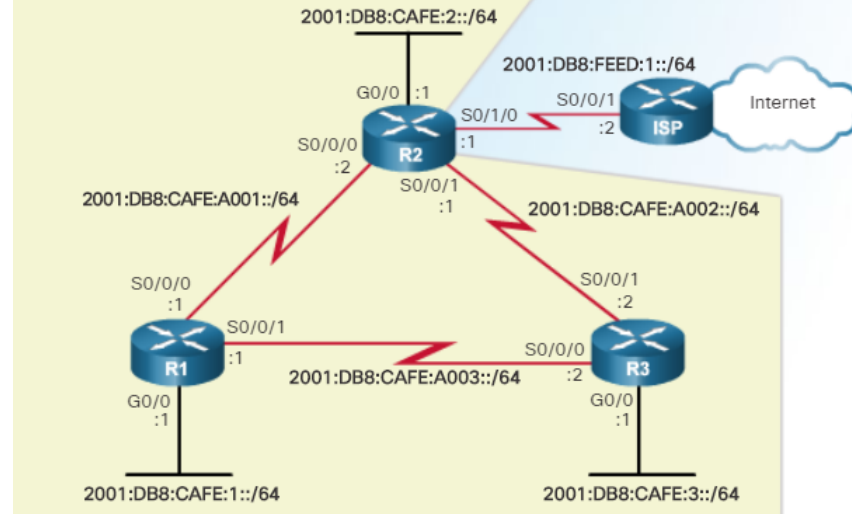 2001:DB8:CAFE:2::/64
2001:DB8:FEED:1::/64
G0/0 :1
S0/1/0
:1
S0/0/1
:2
ISP
Internet
S0/0/0
:2
R2
S0/0/1
:1
2001:DB8:CAFE:A001::/64
2001:DB8:CAFE:A002::/64
S0/0/0
:1
S0/0/1
:2
S0/0/1
:1
R1
S0/0/0
:2
R3
2001:DB8:CAFE:A003::/64
G0/0
:1
G0/0
:1
2001:DB8:CAFE:1::/64
2001:DB8:CAFE:3::/64